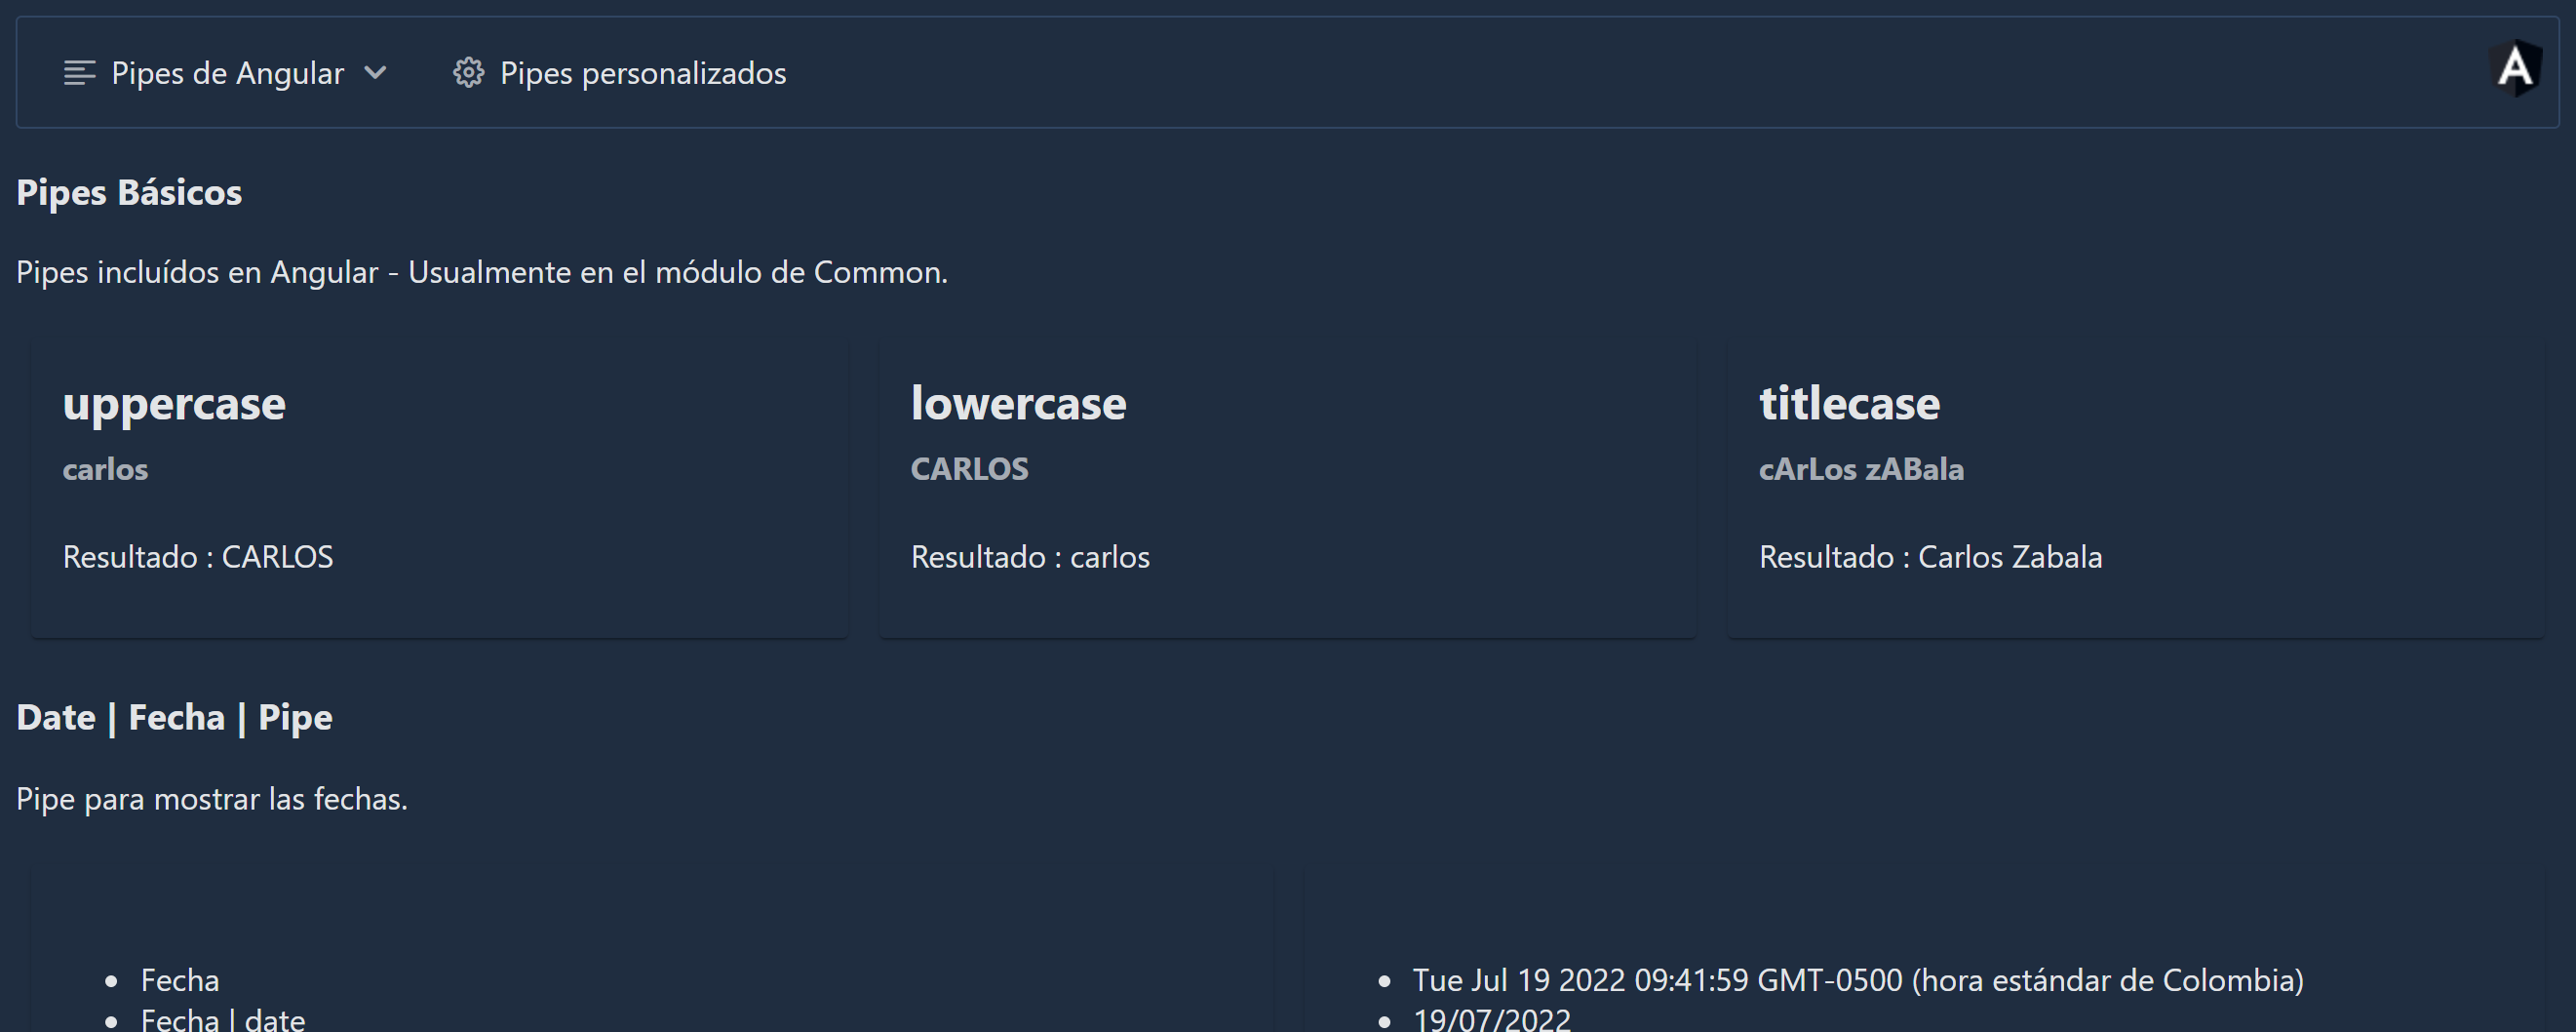 Pipes de Angular
Pipes personalizados
A
Pipes Básicos
Pipes incluídos en Angular - Usualmente en el módulo de Common.
uppercase
carlos
Resultado : CARLOS
lowercase
CARLOS
Resultado : carlos
titlecase
cArLos zABala
Resultado : Carlos Zabala
Date | Fecha | Pipe
Pipe para mostrar las fechas.
Fecha
Fecha | date
Tue Jul 19 2022 09:41:59 GMT-0500 (hora estándar de Colombia)
19/07/2022